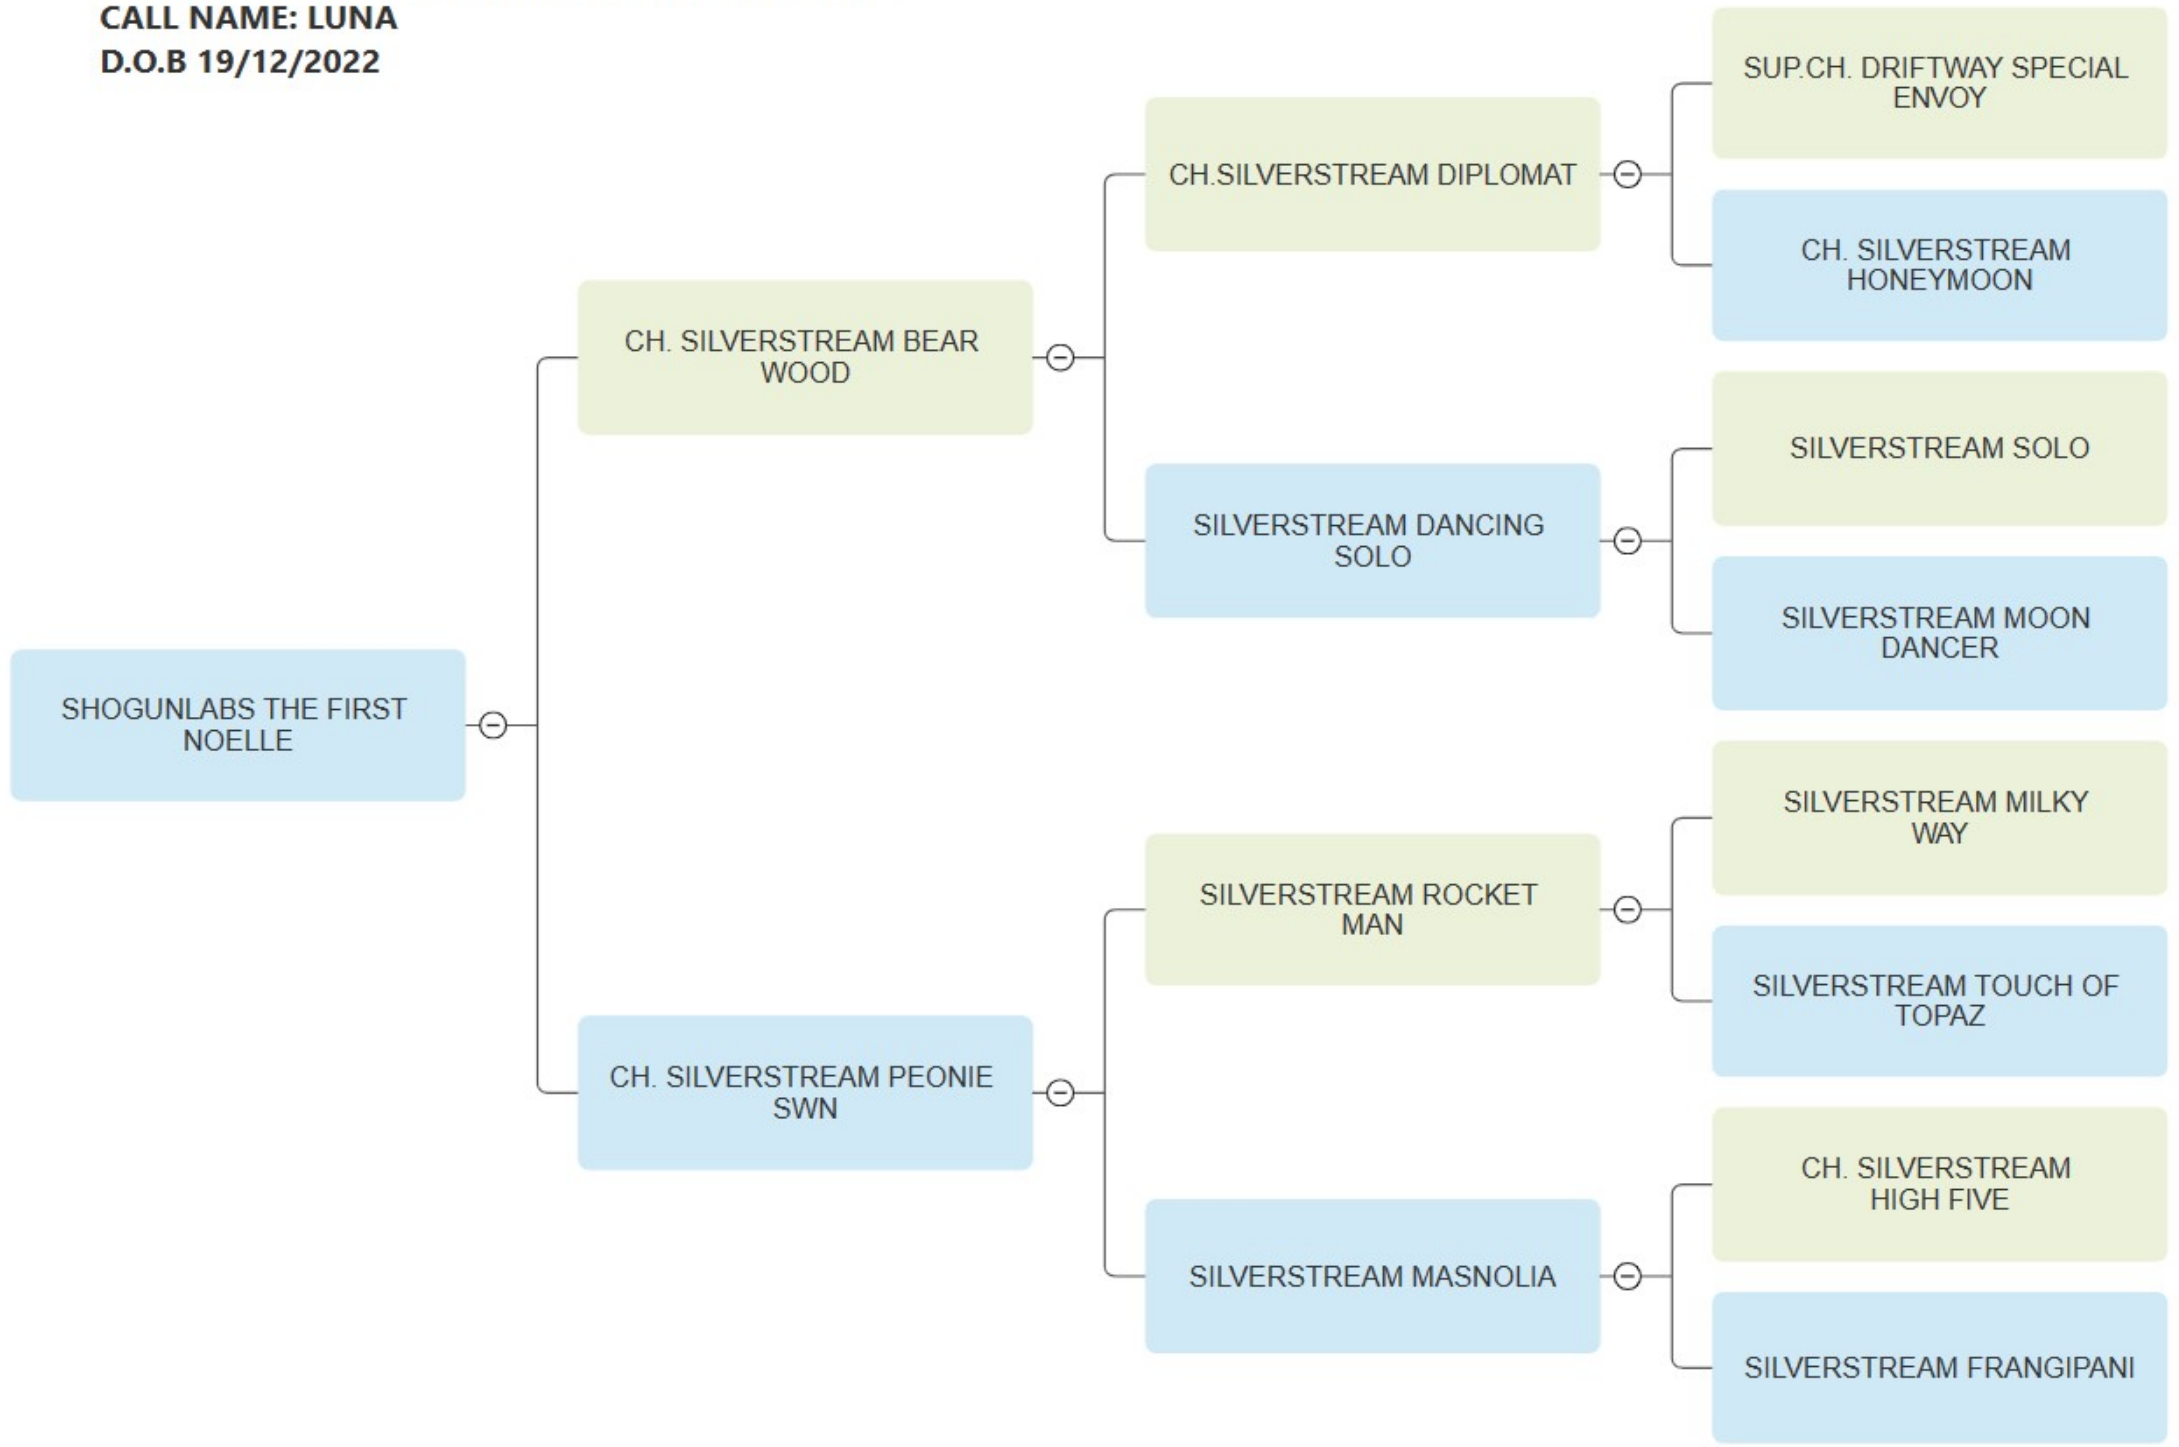 CALL NAME: LUNA
D.O.B 19/12/2022
SHOGUNLABS THE FIRST
NOELLE
CH. SILVERSTREAM BEAR
WOOD
CH. SILVERSTREAM PEONIE
SWN
CH.SILVERSTREAM DIPLOMAT
SILVERSTREAM DANCING
SOLO
SILVERSTREAM ROCKET
MAN
SILVERSTREAM MASNOLIA
SUP.CH. DRIFTWAY SPECIAL
ENVOY
CH. SILVERSTREAM
HONEYMOON
SILVERSTREAM SOLO
SILVERSTREAM MOON
DANCER
SILVERSTREAM MILKY
WAY
SILVERSTREAM TOUCH OF
TOPAZ
CH. SILVERSTREAM
HIGH FIVE
SILVERSTREAM FRANGIPANI